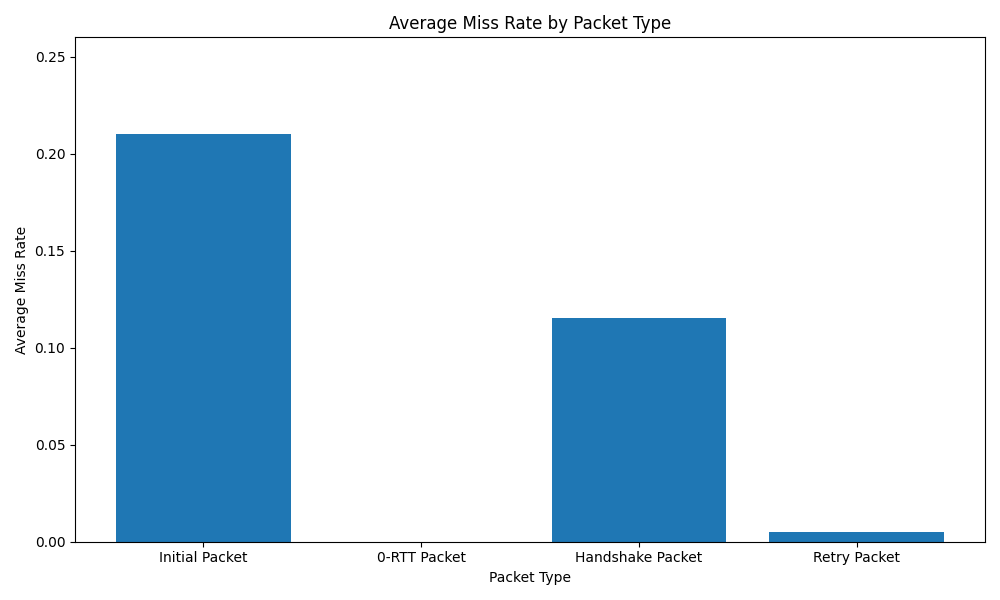 Average Miss Rate by Packet Type
0.25
0.20
0.15
0.10
0.05
0.00
Average Miss Rate
Initial Packet
0-RTT Packet
Handshake Packet
Retry Packet
Packet Type